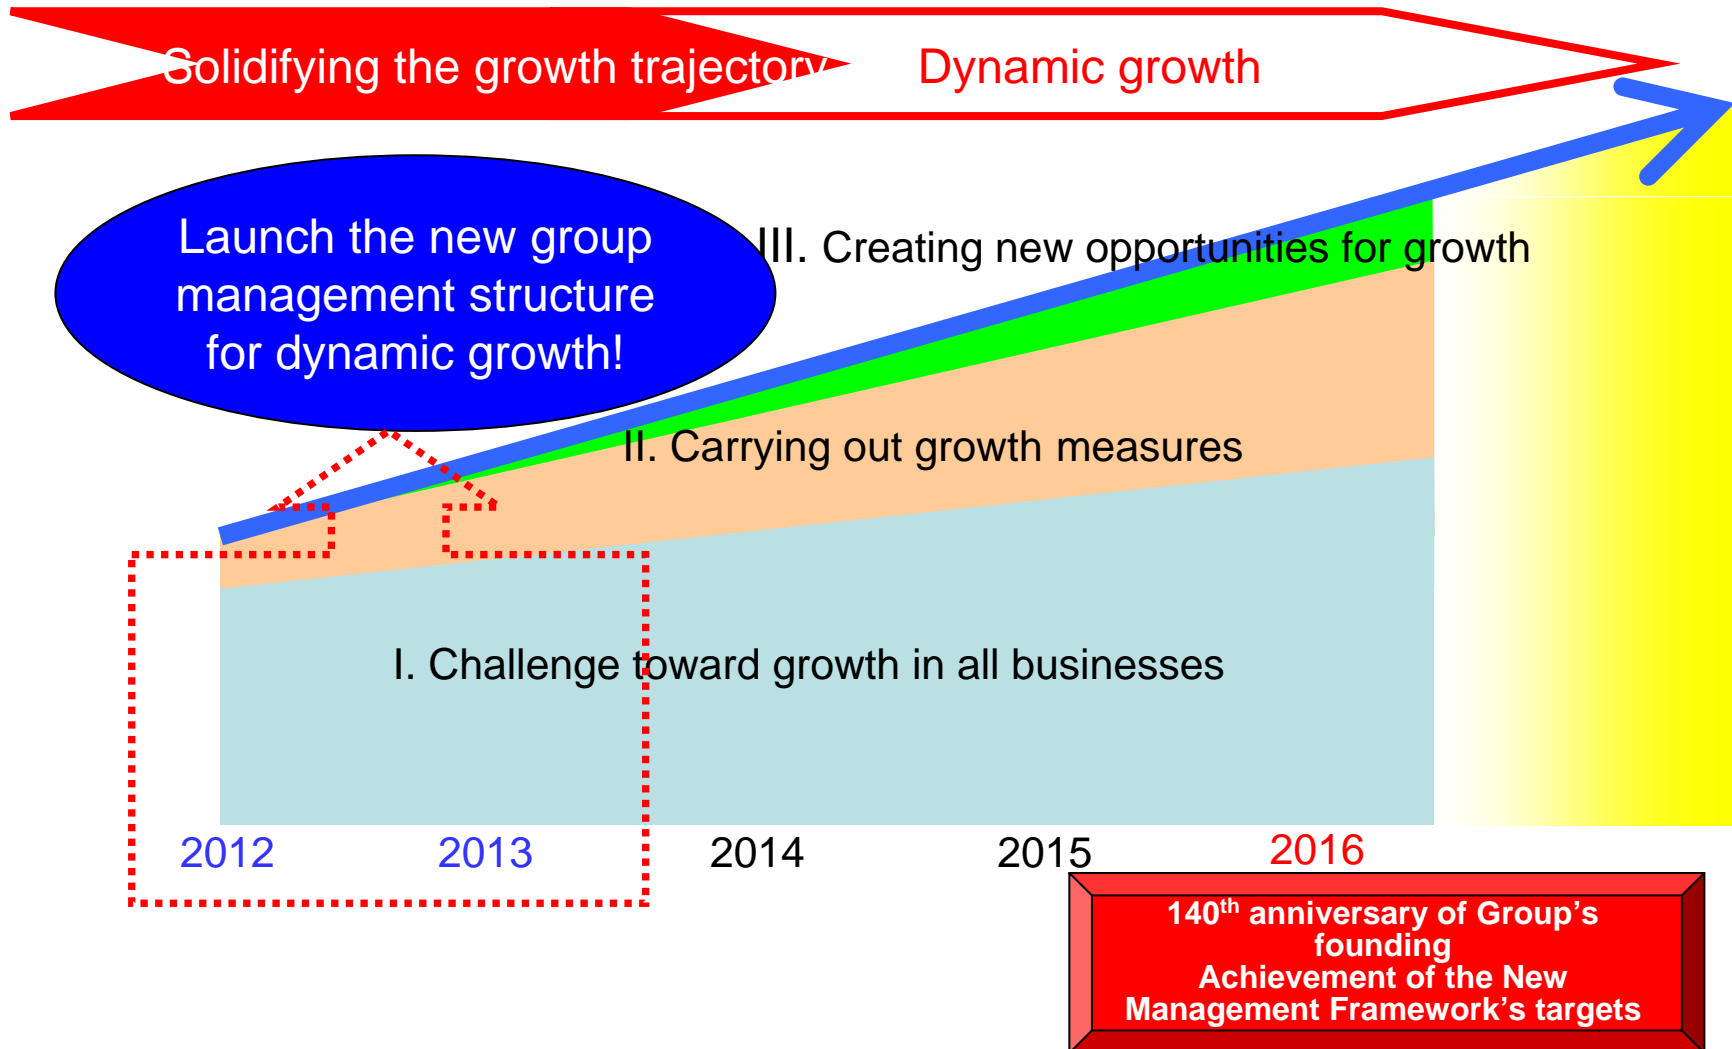 Solidifying the growth trajectory
Dynamic growth
Launch the new group
management structure
for dynamic growth!
III. Creating new opportunities for growth
II. Carrying out growth measures
I. Challenge toward growth in all businesses
2012 2013 2014 2015 2016
140th anniversary of Group’s
founding
Achievement of the New
Management Framework’s targets